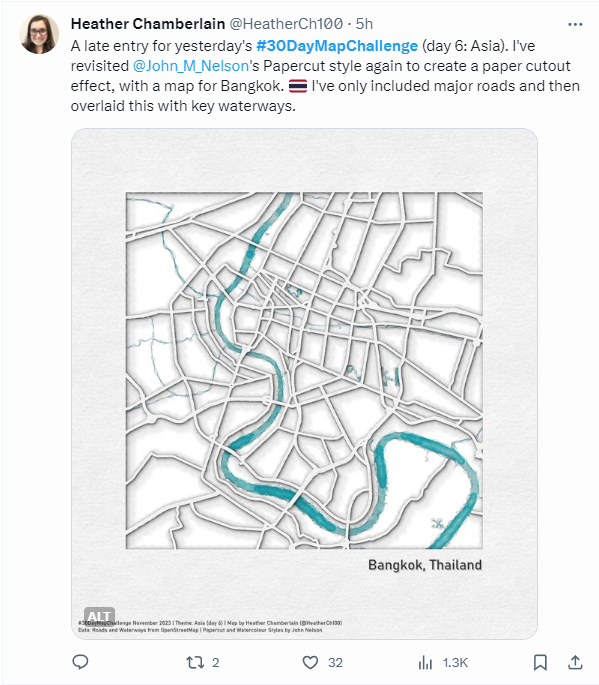 Heather Chamberlain @HeatherCh100 · 5h
A late entry for yesterday's #30DayMapChallenge (day 6: Asia). I've
revisited @John_M_Nelson's Papercut style again to create a paper cutout
effect, with a map for Bangkok. 🇹🇭 I've only included major roads and then
overlaid this with key waterways.
Bangkok, Thailand
ALT
#30DayMapChallenge November 2023 | Theme: Asia (day 6) | Map by Heather Chamberlain (@HeatherCh100)
Data: Roads and Waterways from OpenStreetMap | Papercut and Watercolour Styles by John Nelson
2
32
1.3K